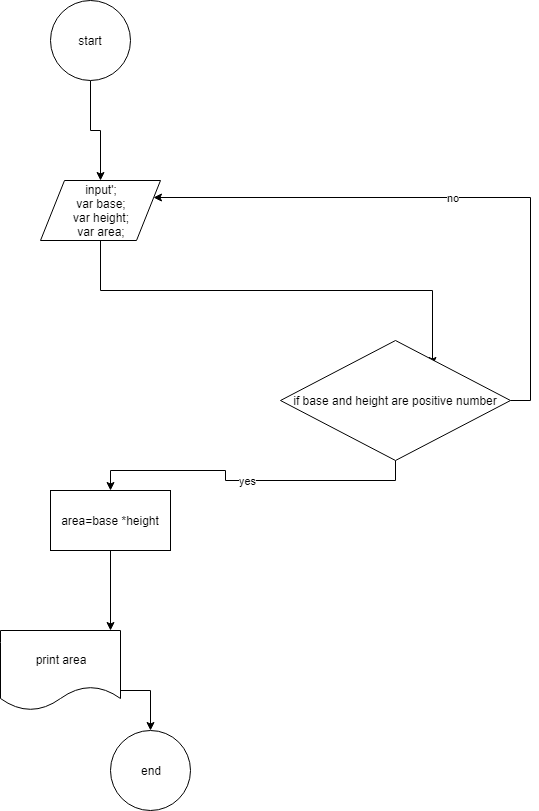 start
input';
var base;
var height;
var area;
no
if base and height are positive number
yes
area=base *height
print area
end